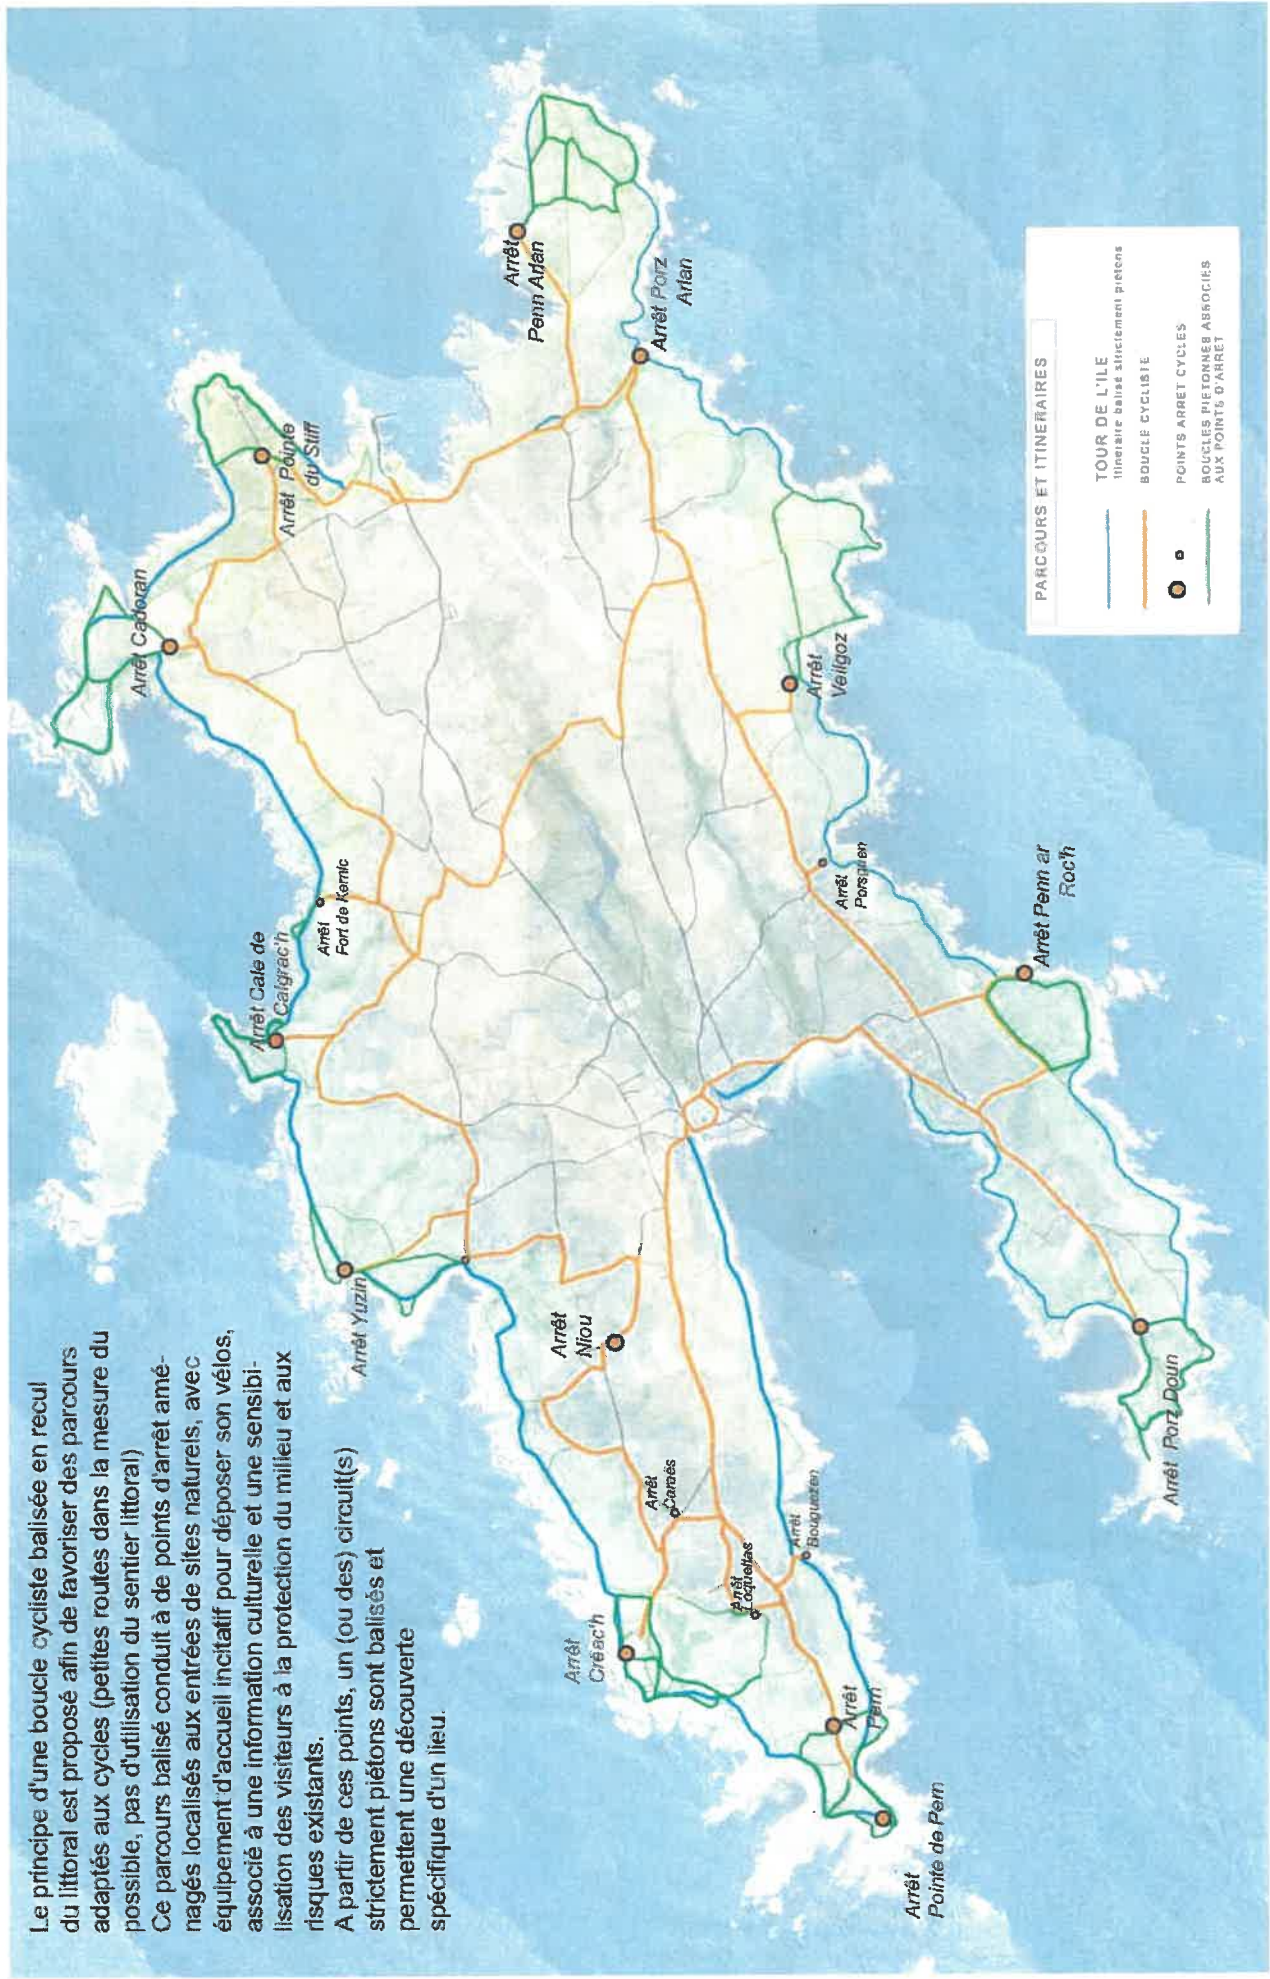 Le principe d'une boucle cycliste balisée en recul
du littoral est proposé afin de favoriser des parcours
adaptés aux cycles (petites routes dans la mesure du
possible, pas d'utilisation du sentier littoral)
Ce parcours balisé conduit à de points d'arrêt amé-
nagés localisés aux entrées de sites naturels, avec
équipement d'accueil incitatif pour déposer son vélos,
associé à une information culturelle et une sensibi-
lisation des visiteurs à la protection du milieu et aux
risques existants.
A partir de ces points, un (ou des) circuit(s)
strictement piétons sont balisés et
permettent une découverte
spécifique d'un lieu.
Arrêt Yuzin
Arrêt Cale de
Calgrac'h
Arrêt
Fort de Kernic
Arrêt Cadoran
Arrêt Pointe
du Stiff
Arrêt
Penn Arlan
Arrêt Porz
Arlan
Arrêt
Veilgoz
Arrêt
Porsguen
Arrêt Penn ar
Roc'h
Arrêt Porz Doun
Arrêt
Niou
Arrêt
Camès
Arrêt
Loquettas
Arrêt
Bouguezen
Arrêt
Créac'h
Arrêt
Pern
Arrêt
Pointe de Pern
PARCOURS ET ITINERAIRES
TOUR DE L'ILE
Itineraire balisé strictement pietons
BOUCLE CYCLISTE
POINTS ARRET CYCLES
BOUCLES PIETONNES ASSOCIES
AUX POINTS D'ARRET